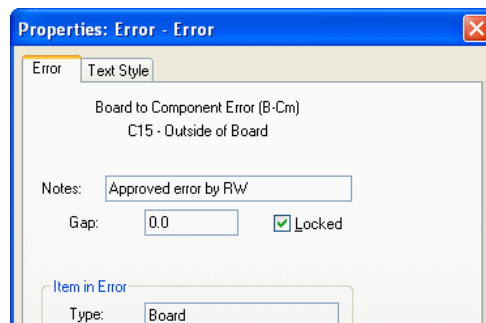 Properties: Error - Error
Error Text Style
Board to Component Error (B-Cm)
C15 - Outside of Board
Notes: Approved error by RW
Gap: 0.0 Locked
Item in Error
Type: Board